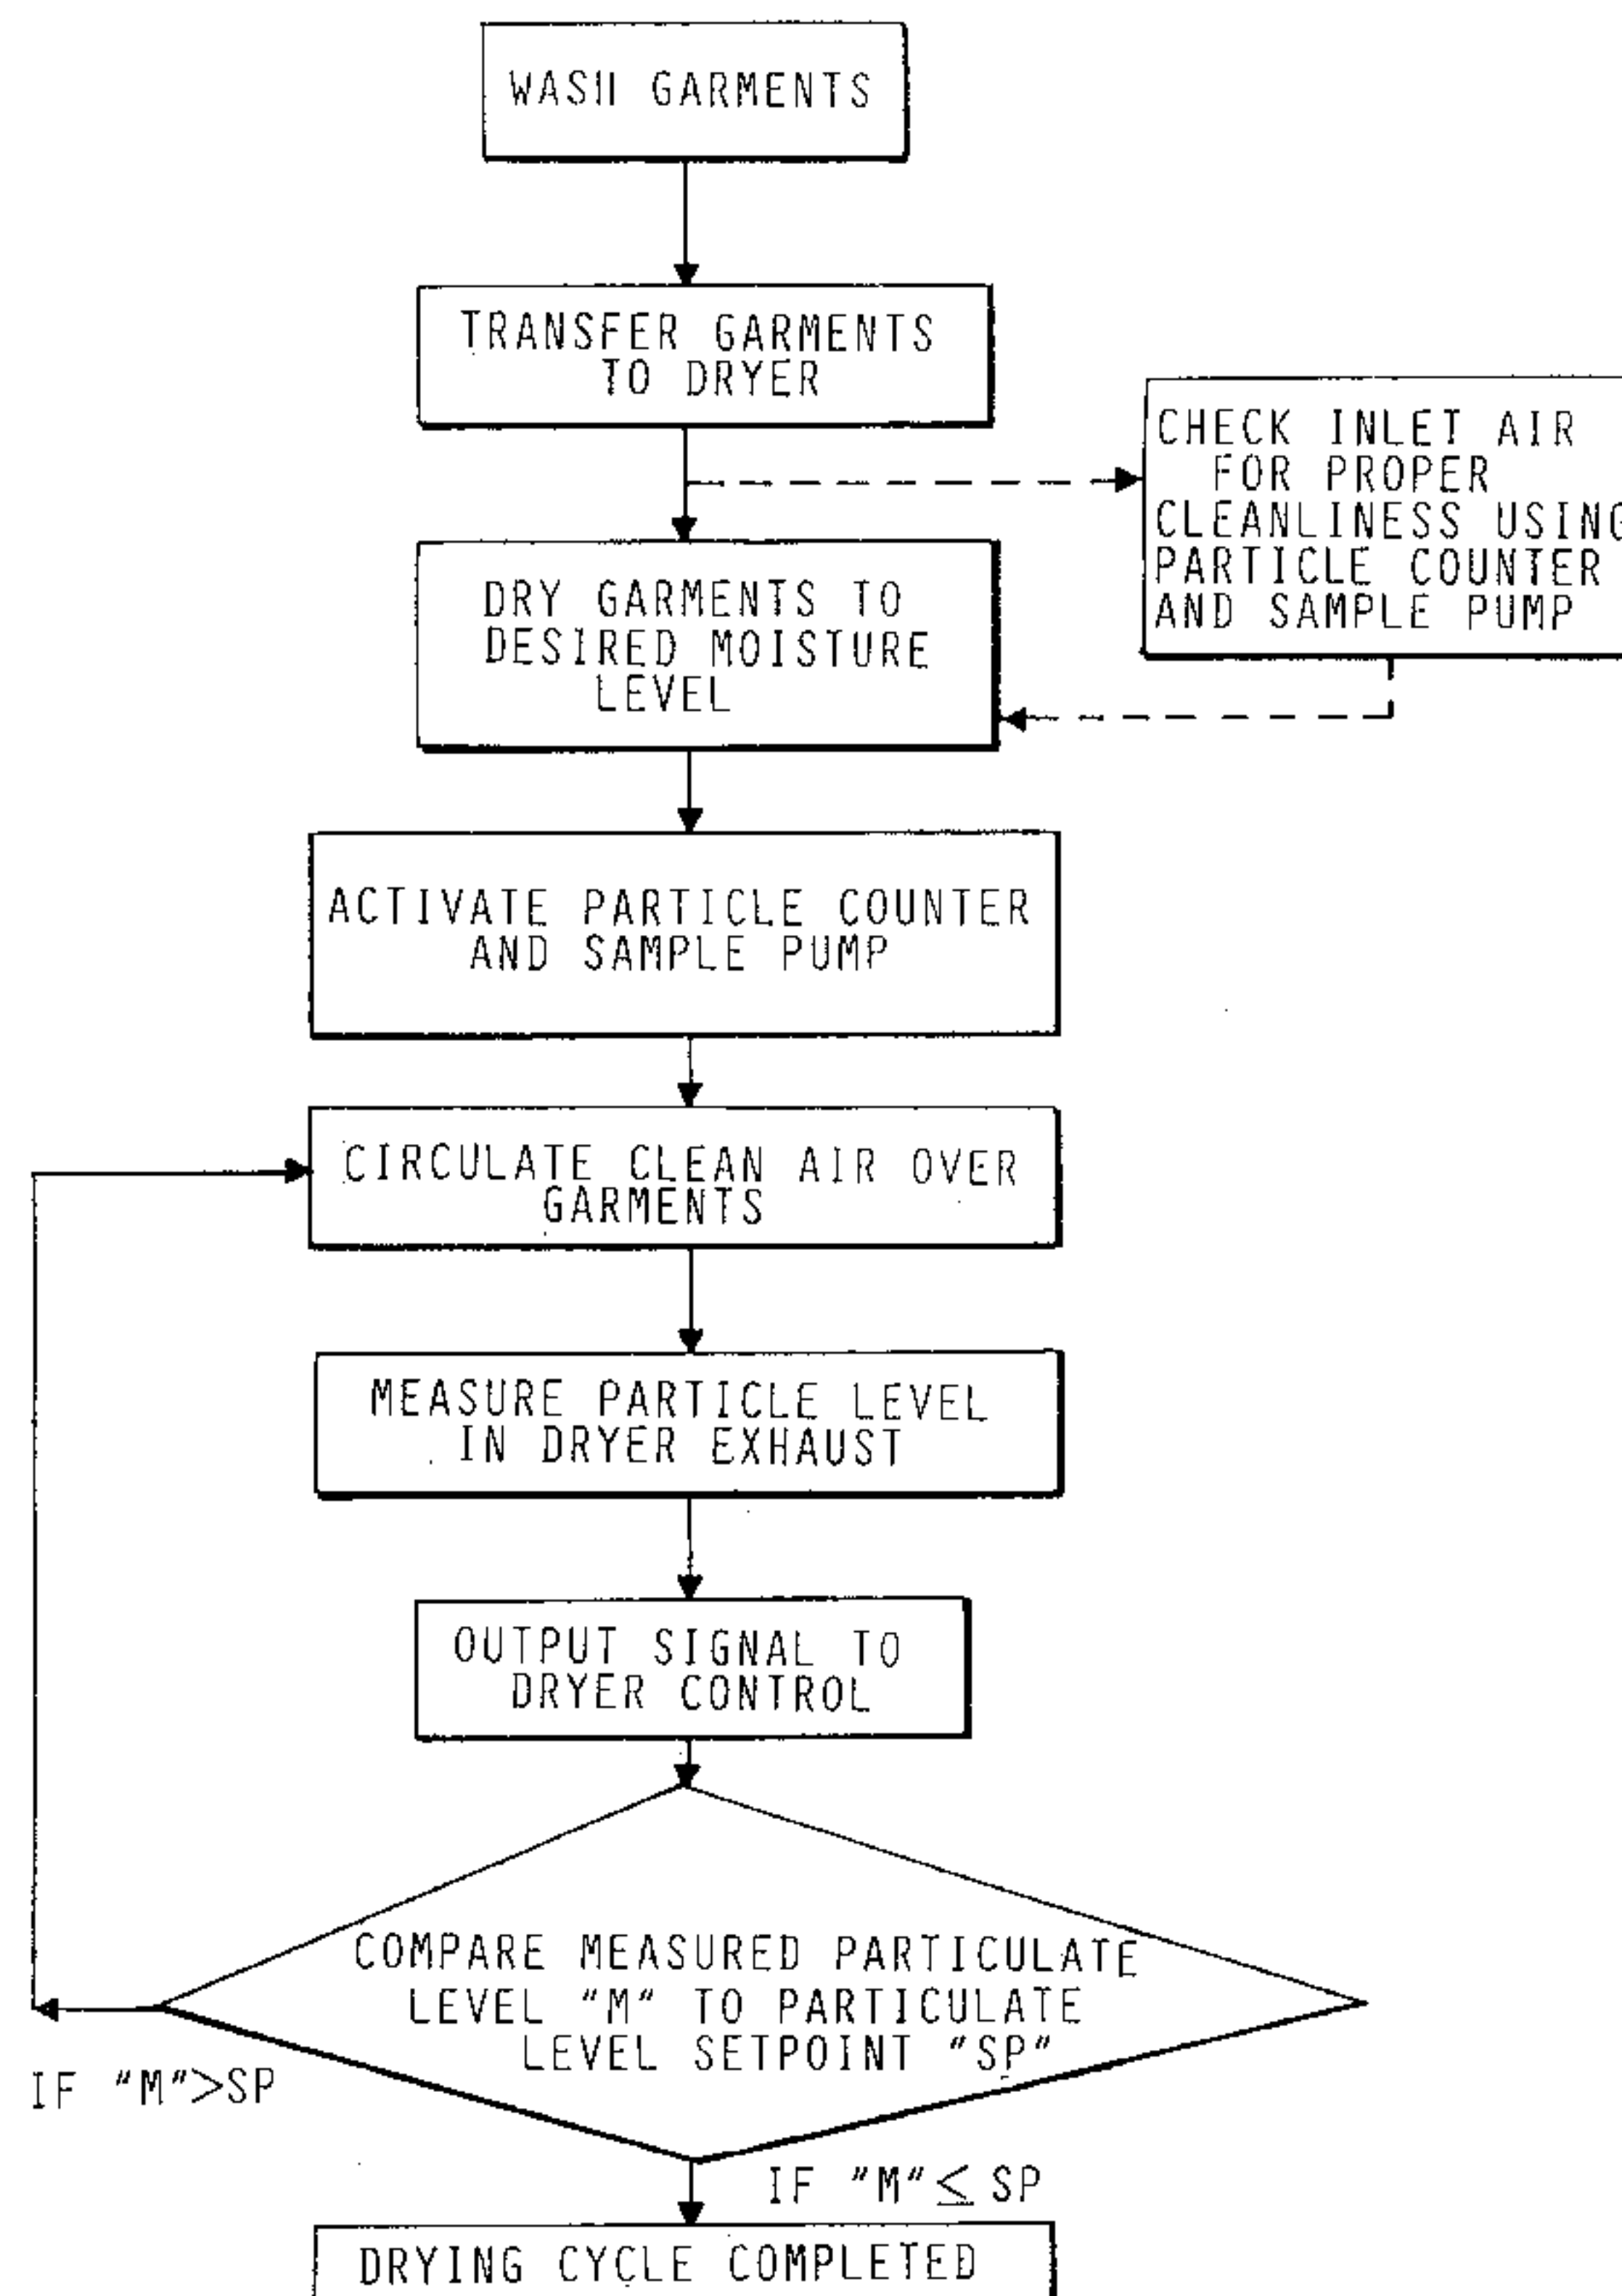 WASH GARMENTS
TRANSFER GARMENTS
TO DRYER
CHECK INLET AIR
FOR PROPER
CLEANLINESS USING
PARTICLE COUNTER
AND SAMPLE PUMP
DRY GARMENTS TO
DESIRED MOISTURE
LEVEL
ACTIVATE PARTICLE COUNTER
AND SAMPLE PUMP
CIRCULATE CLEAN AIR OVER
GARMENTS
MEASURE PARTICLE LEVEL
IN DRYER EXHAUST
OUTPUT SIGNAL TO
DRYER CONTROL
COMPARE MEASURED PARTICULATE
LEVEL "M" TO PARTICULATE
LEVEL SETPOINT "SP"
IF "M">SP
IF "M"≤ SP
DRYING CYCLE COMPLETED